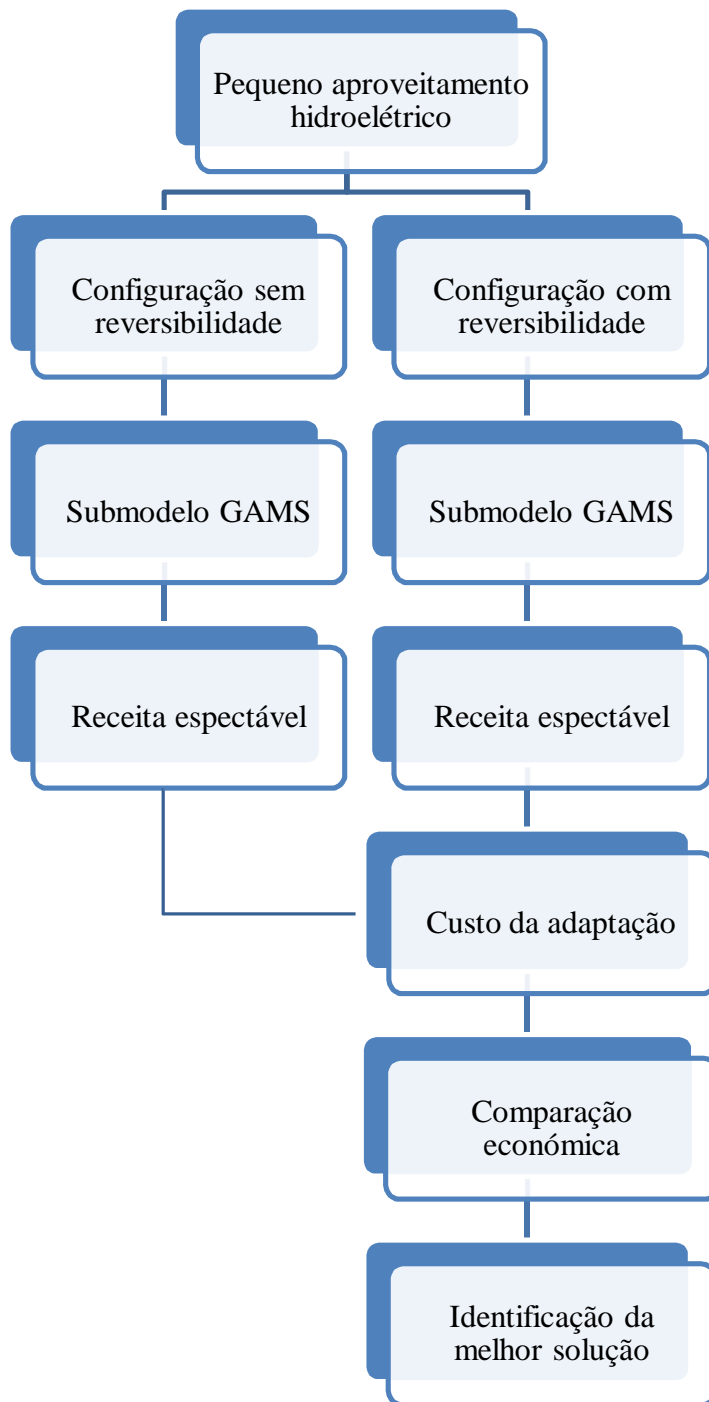 Pequeno aproveitamento
hidroelétrico
Configuração sem
reversibilidade
Configuração com
reversibilidade
Submodelo GAMS
Submodelo GAMS
Receita espectável
Receita espectável
Custo da adaptação
Comparação
económica
Identificação da
melhor solução